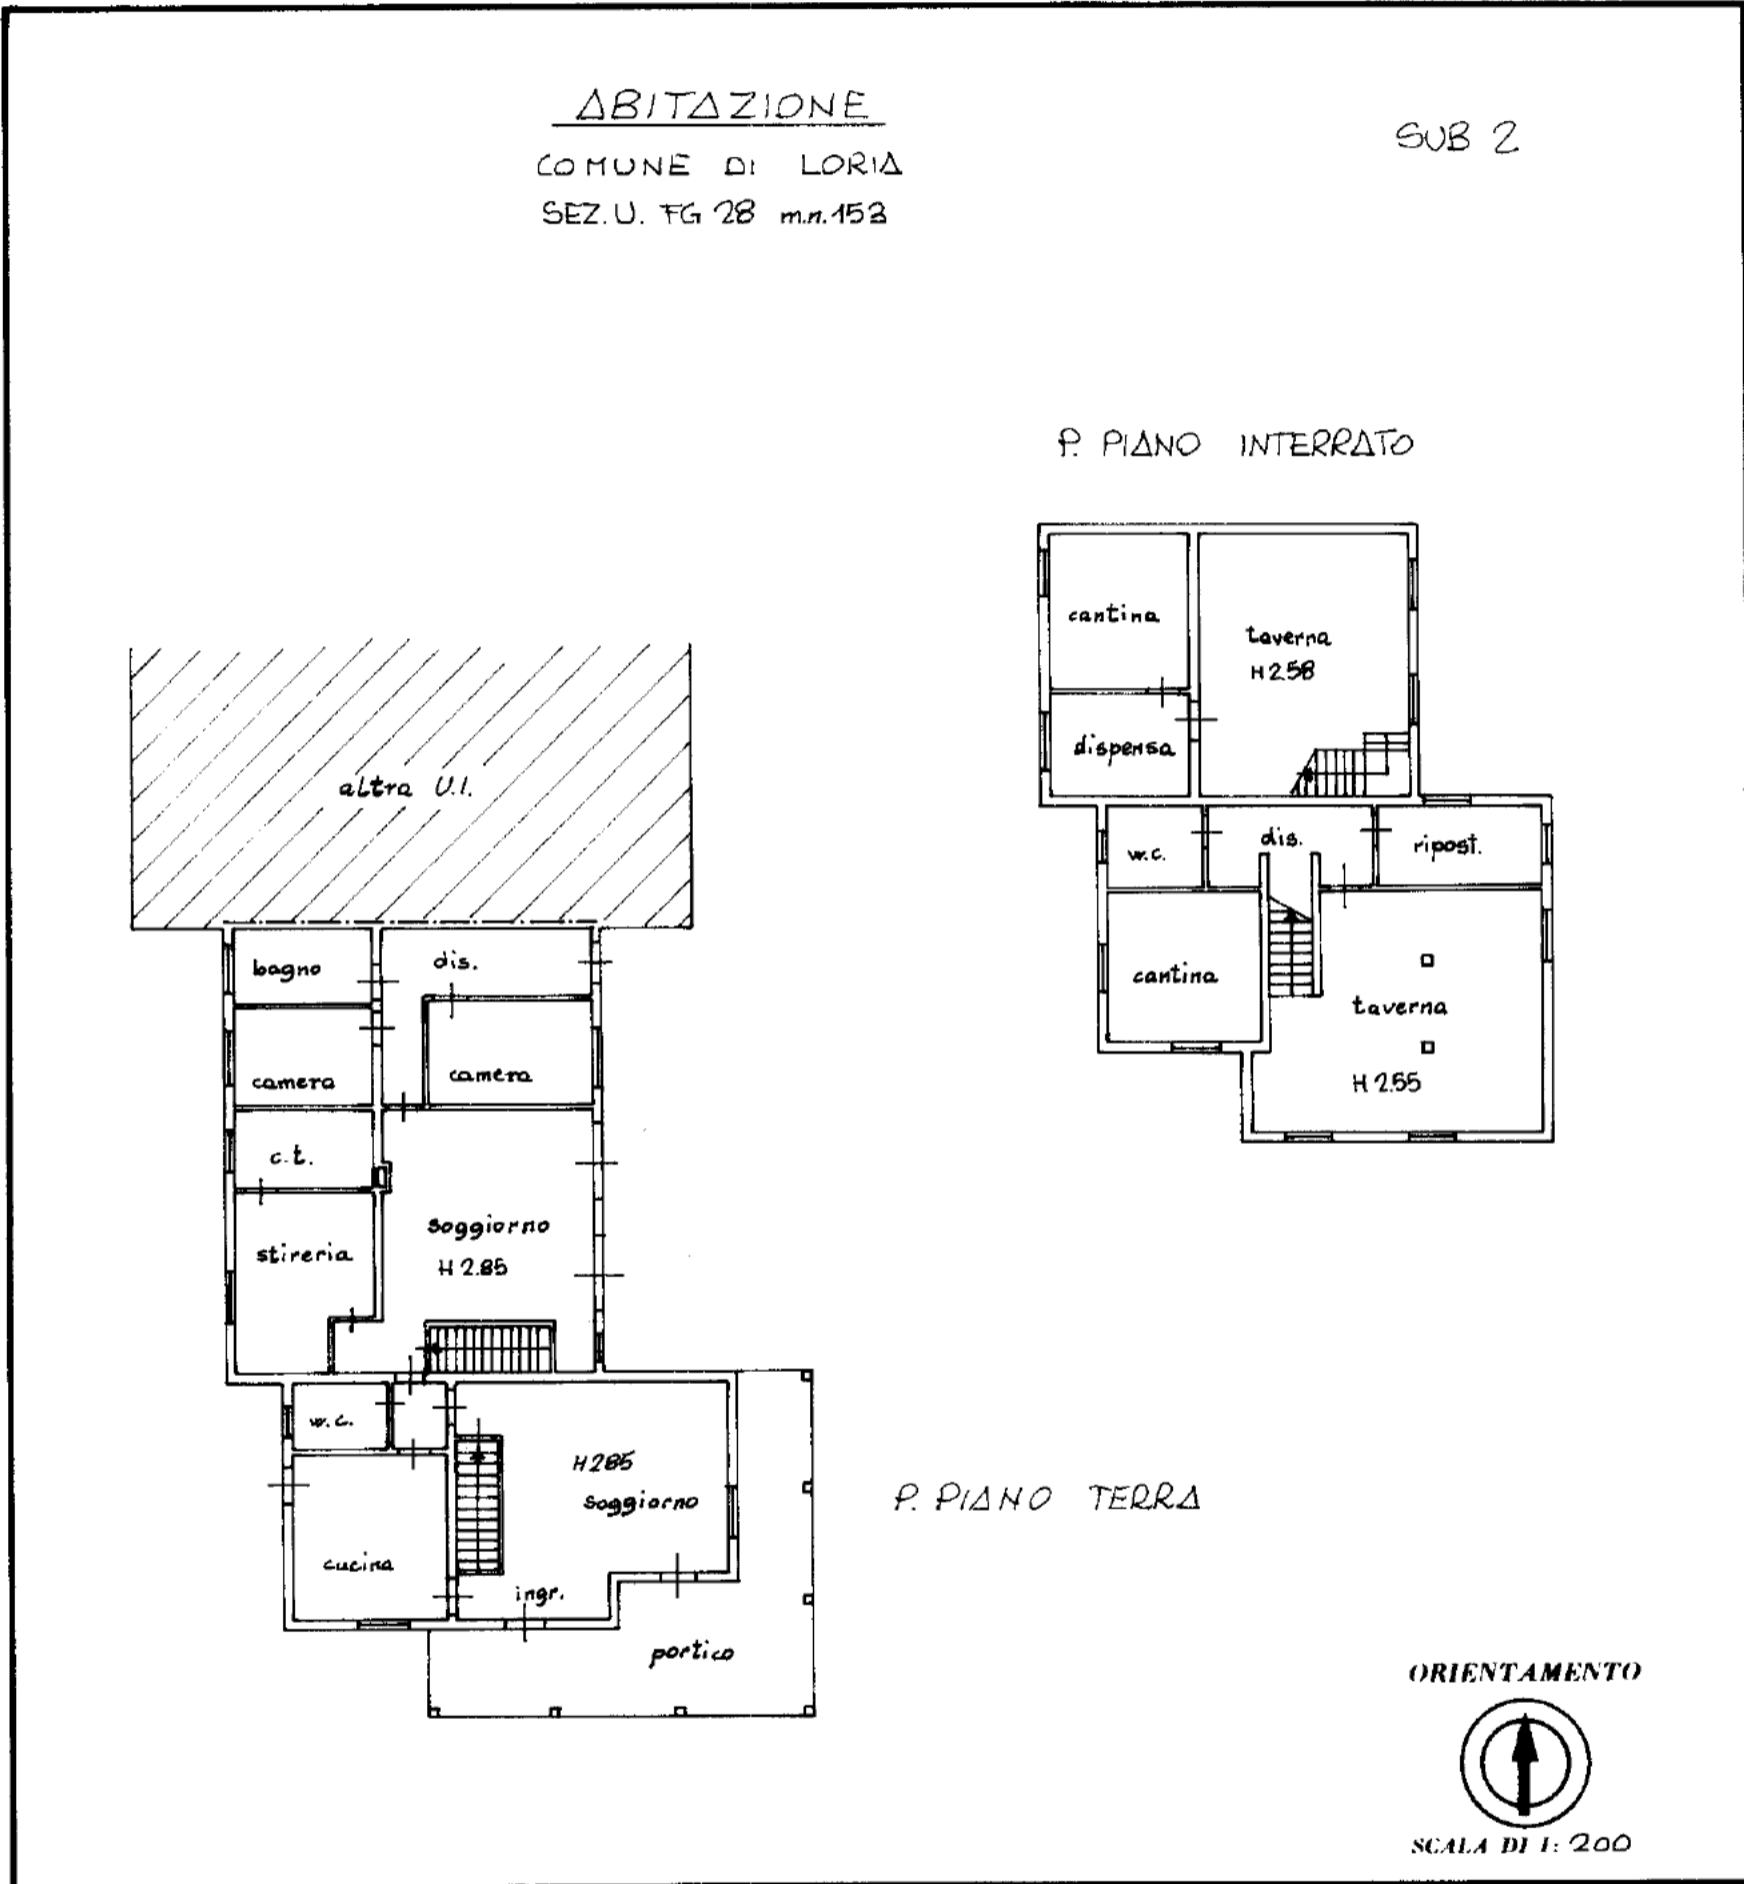 ABITAZIONE
COMUNE DI LORIA
SEZ. U. FG 28 m.n. 153
SUB 2
P. PIANO INTERRATO
cantina
taverna
H 2.58
dispensa
w.c.
dis.
ripost.
cantina
taverna
H 2.55
altra U.I.
bagno
dis.
camera
camera
c.t.
stireria
soggiorno
H 2.85
w.c.
H 285
soggiorno
cucina
ingr.
portico
P. PIANO TERRA
ORIENTAMENTO
SCALA DI 1: 200